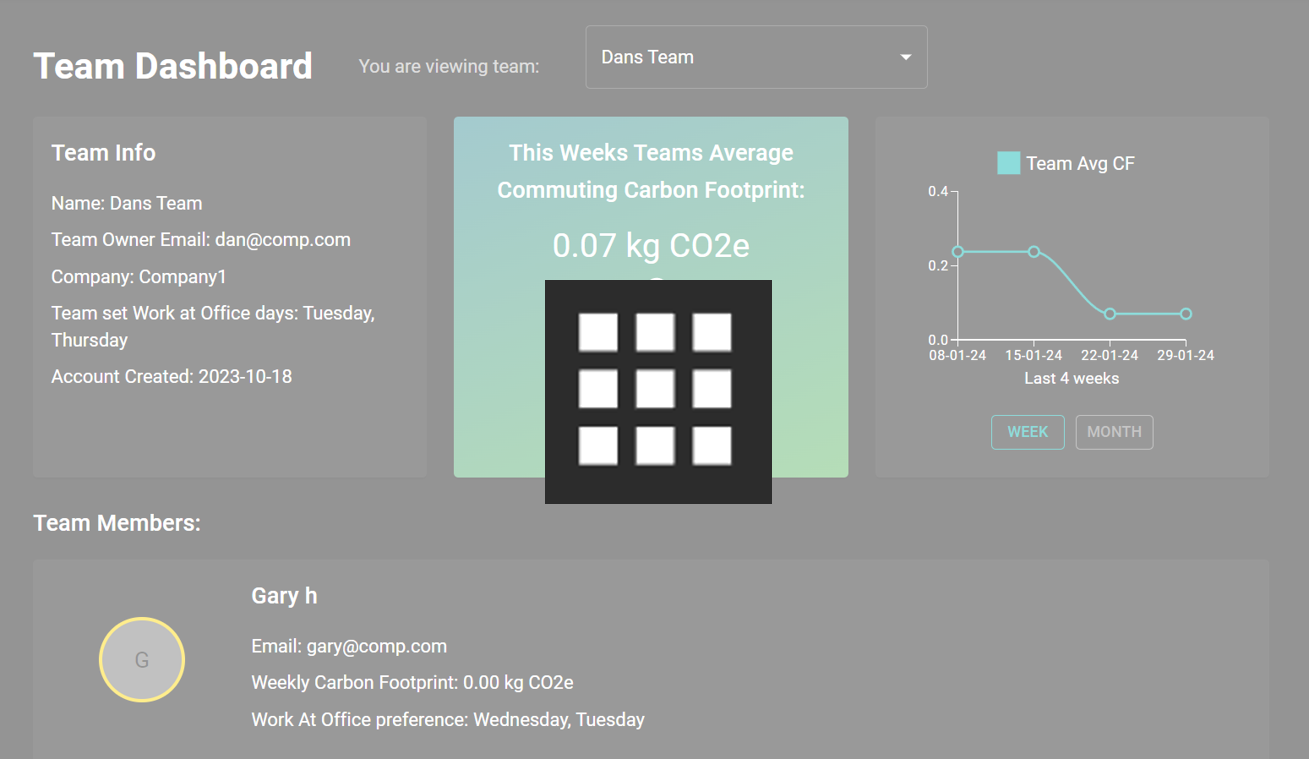 Team Dashboard
You are viewing team:
Dans Team
Team Info
Name: Dans Team
Team Owner Email: dan@comp.com
Company: Company1
Team set Work at Office days: Tuesday,
Thursday
Account Created: 2023-10-18
This Weeks Teams Average
Commuting Carbon Footprint:
0.07 kg CO2e
Team Avg CF
0.4
0.2
0.0
08-01-24 15-01-24 22-01-24 29-01-24
Last 4 weeks
WEEK MONTH
Team Members:
G
Gary h
Email: gary@comp.com
Weekly Carbon Footprint: 0.00 kg CO2e
Work At Office preference: Wednesday, Tuesday